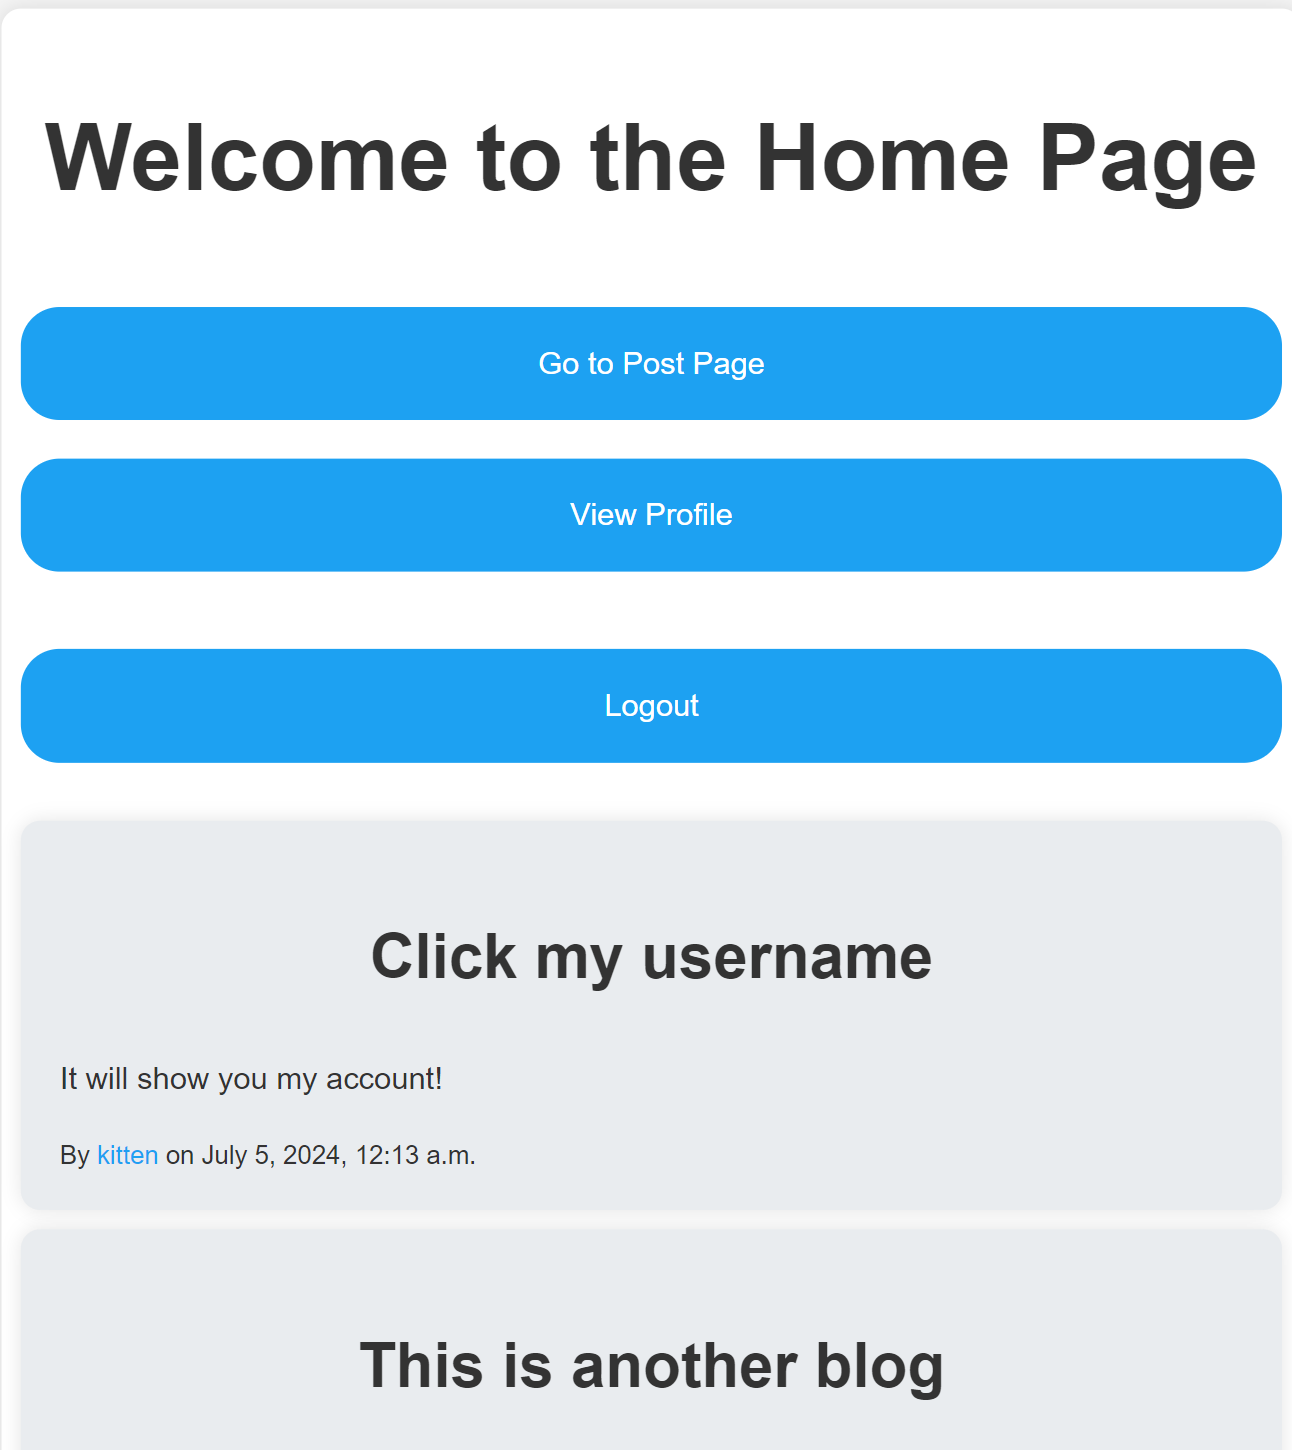 Welcome to the Home Page
Go to Post Page
View Profile
Logout
Click my username
It will show you my account!
By kitten on July 5, 2024, 12:13 a.m.
This is another blog